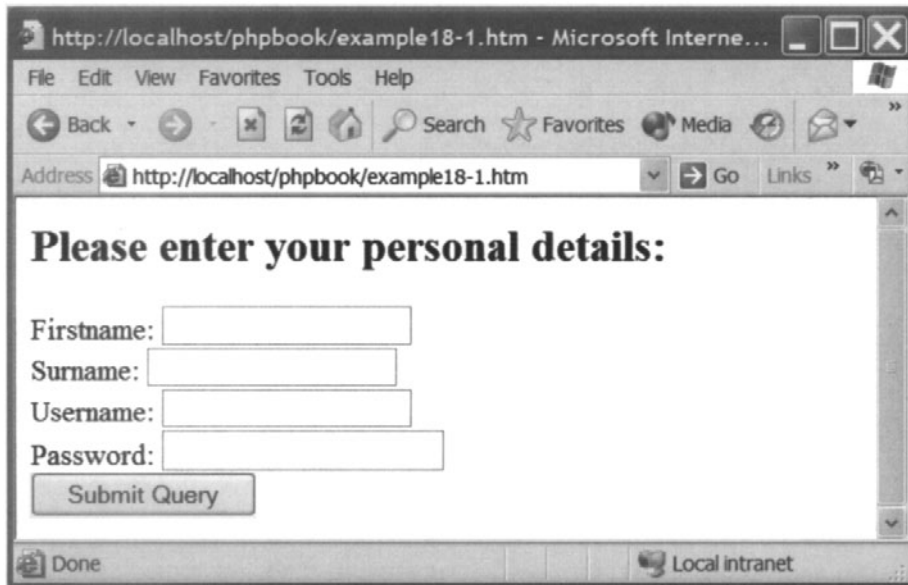 http://localhost/phpbook/example18-1.htm - Microsoft Interne...
File Edit View Favorites Tools Help
Back Search Favorites Media »
Address http://localhost/phpbook/example18-1.htm Go Links »
Please enter your personal details:
Firstname:
Surname:
Username:
Password:
Submit Query
Done Local intranet